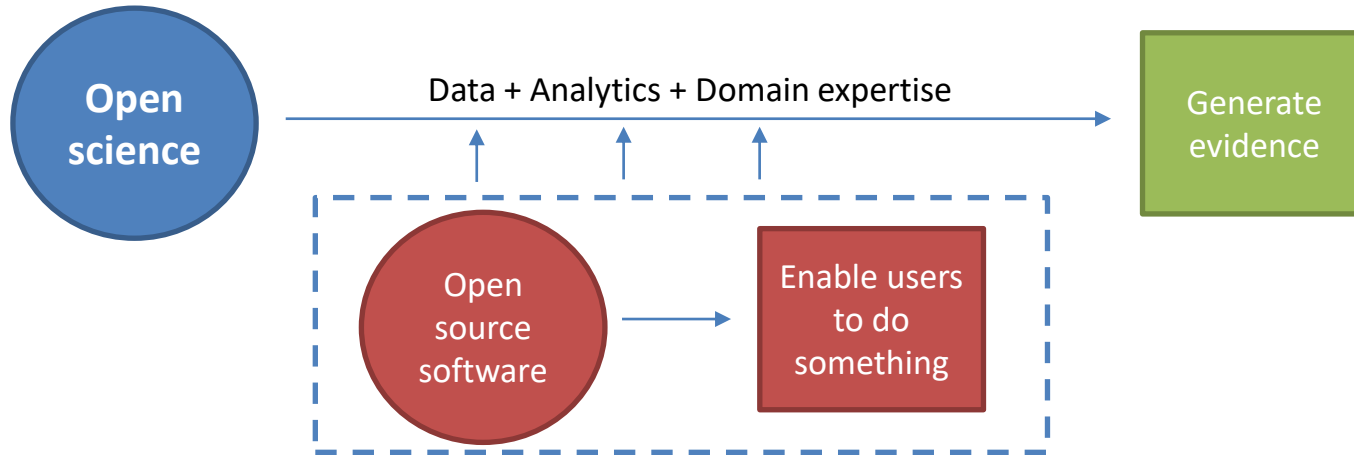 Open
science
Data + Analytics + Domain expertise
Generate
evidence
Open
source
software
Enable users
to do
something